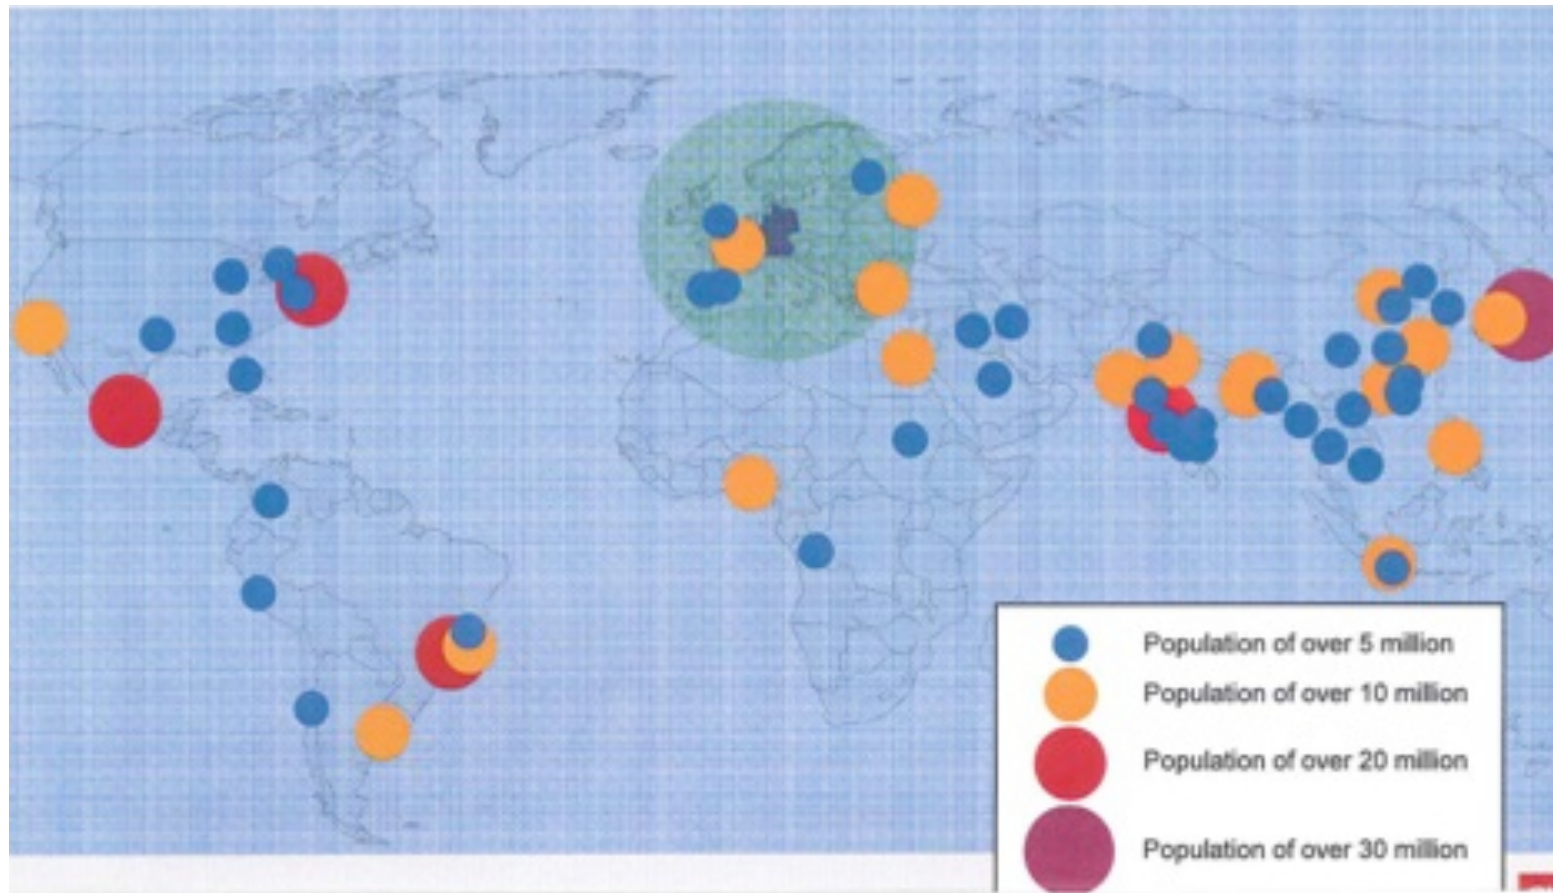 Population of over 5 million
Population of over 10 million
Population of over 20 million
Population of over 30 million